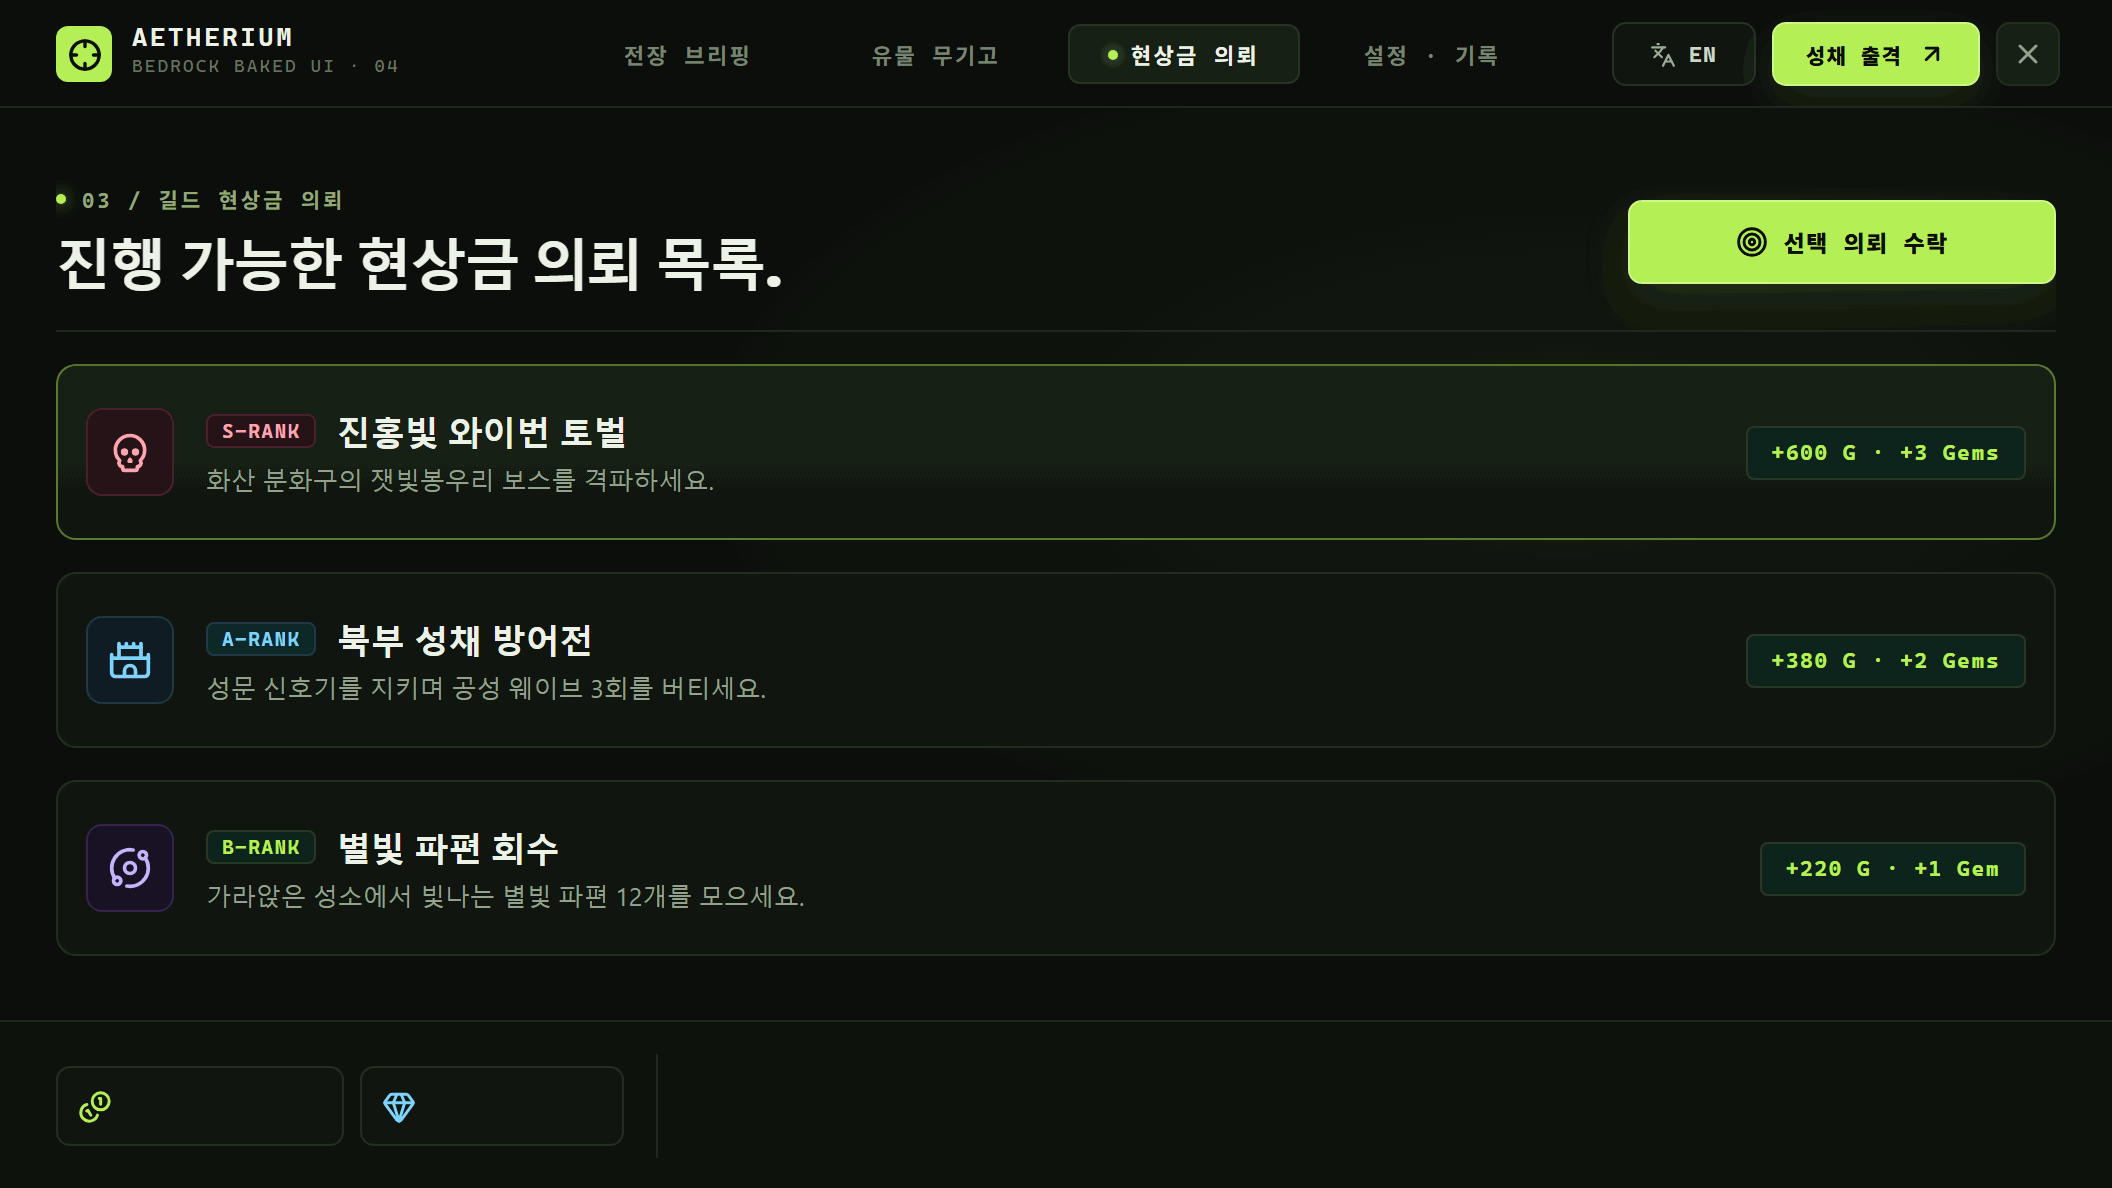 AETHERIUM
BEDROCK BAKED UI · 04
전장 브리핑
유물 무기고
현상금 의뢰
설정 · 기록
EN
성채 출격
03 / 길드 현상금 의뢰
진행 가능한 현상금 의뢰 목록.
선택 의뢰 수락
S-RANK 진홍빛 와이번 토벌
화산 분화구의 잿빛봉우리 보스를 격파하세요.
+600 G · +3 Gems
A-RANK 북부 성채 방어전
성문 신호기를 지키며 공성 웨이브 3회를 버티세요.
+380 G · +2 Gems
B-RANK 별빛 파편 회수
가라앉은 성소에서 빛나는 별빛 파편 12개를 모으세요.
+220 G · +1 Gem